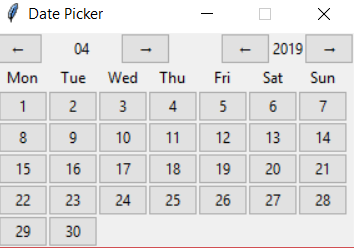 Date Picker
← 04 → ← 2019 →
Mon Tue Wed Thu Fri Sat Sun
1 2 3 4 5 6 7
8 9 10 11 12 13 14
15 16 17 18 19 20 21
22 23 24 25 26 27 28
29 30